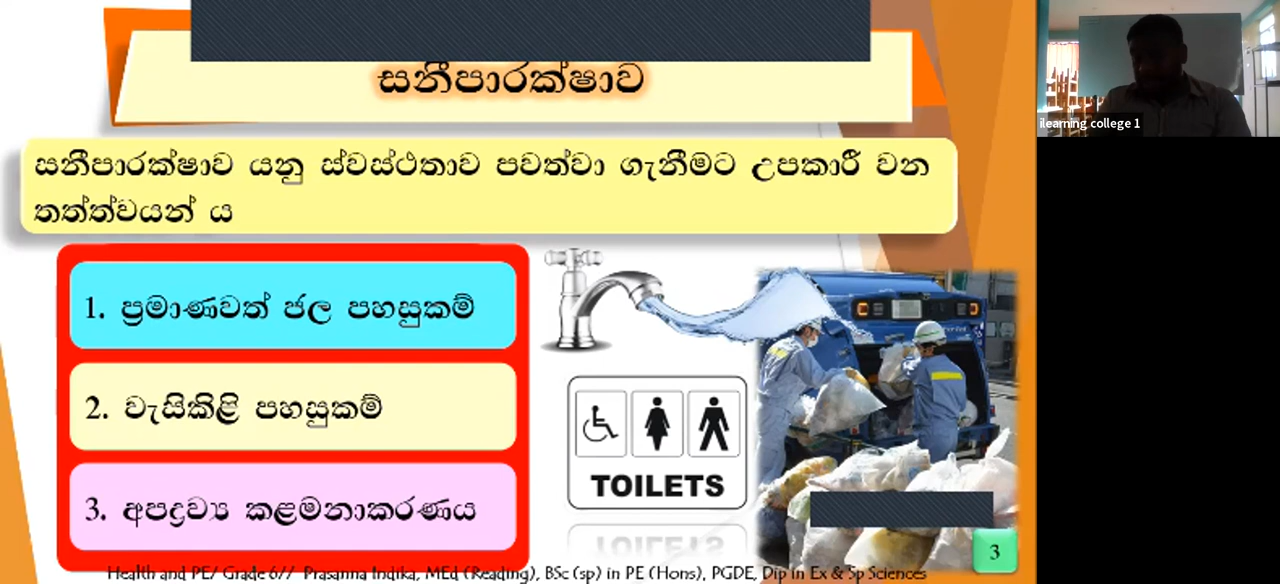 සනීපාරක්ෂාව
ilearning college 1
සනීපාරක්ෂාව යනු ස්වස්ථතාව පවත්වා ගැනීමට උපකාරී වන
තත්ත්වයන් ය
1. ප්‍රමාණවත් ජල පහසුකම්
2. වැසිකිළි පහසුකම්
3. අපද්‍රව්‍ය කළමනාකරණය
TOILETS
3
Health and PE/ Grade 6// Prasanna Indika, MEd (Reading), BSc (sp) in PE (Hons), PGDE, Dip in Ex & Sp Sciences